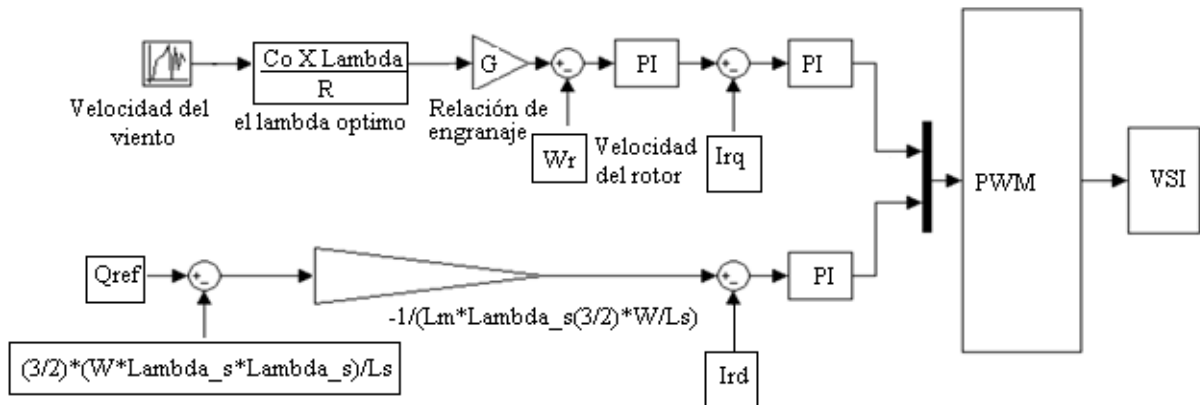 Velocidad del
viento
Co X Lambda
R
el lambda optimo
G
Relación de
engranaje
+
-
Wr
PI
Velocidad
del rotor
+
-
Irq
PI
PWM
VSI
Qref
+
-
(3/2)*(W*Lambda_s*Lambda_s)/Ls
-1/(Lm*Lambda_s(3/2)*W/Ls)
+
-
Ird
PI